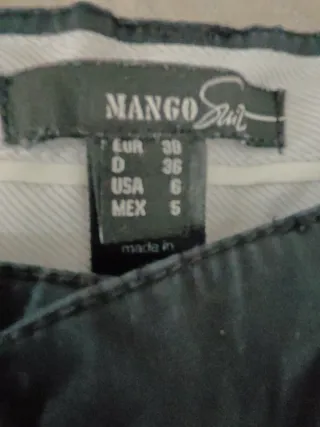 MANGO Suit
EUR 38
D 36
USA 6
MEX 5
made in